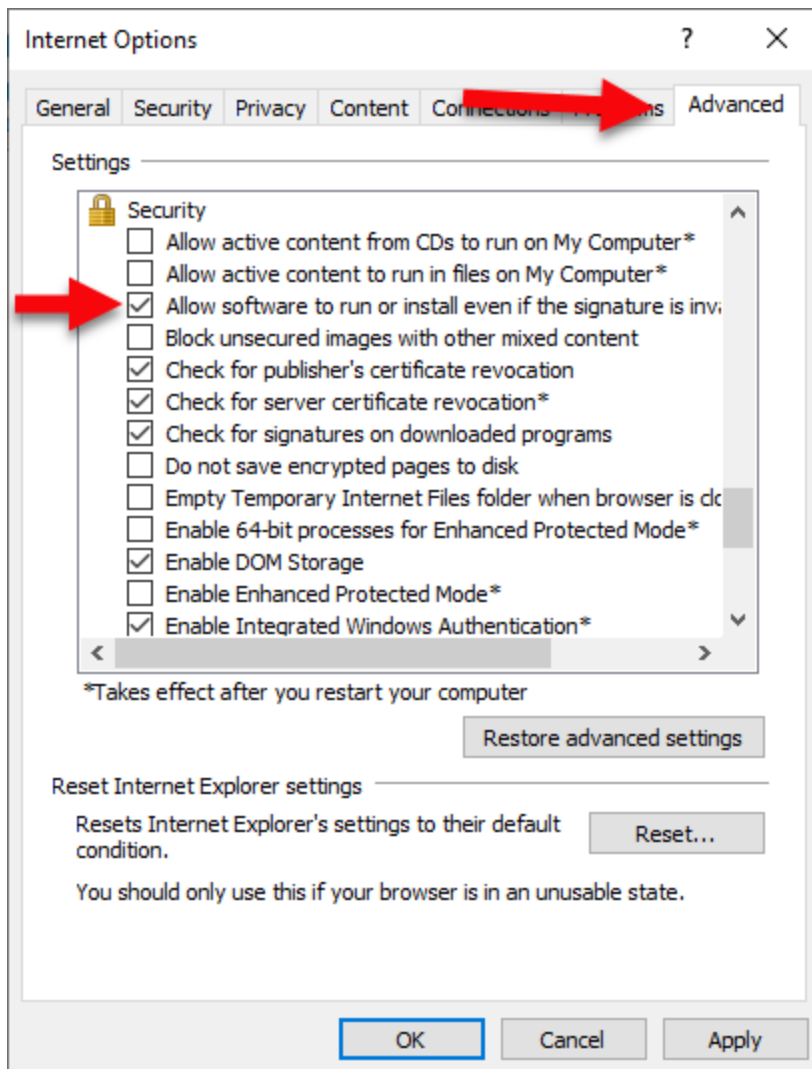 Internet Options ? ×
General Security Privacy Content Connections Advanced
Settings
Security
Allow active content from CDs to run on My Computer*
Allow active content to run in files on My Computer*
Allow software to run or install even if the signature is inva
Block unsecured images with other mixed content
Check for publisher's certificate revocation
Check for server certificate revocation*
Check for signatures on downloaded programs
Do not save encrypted pages to disk
Empty Temporary Internet Files folder when browser is clo
Enable 64-bit processes for Enhanced Protected Mode*
Enable DOM Storage
Enable Enhanced Protected Mode*
Enable Integrated Windows Authentication*
*Takes effect after you restart your computer
Restore advanced settings
Reset Internet Explorer settings
Resets Internet Explorer's settings to their default
condition.
Reset...
You should only use this if your browser is in an unusable state.
OK Cancel Apply